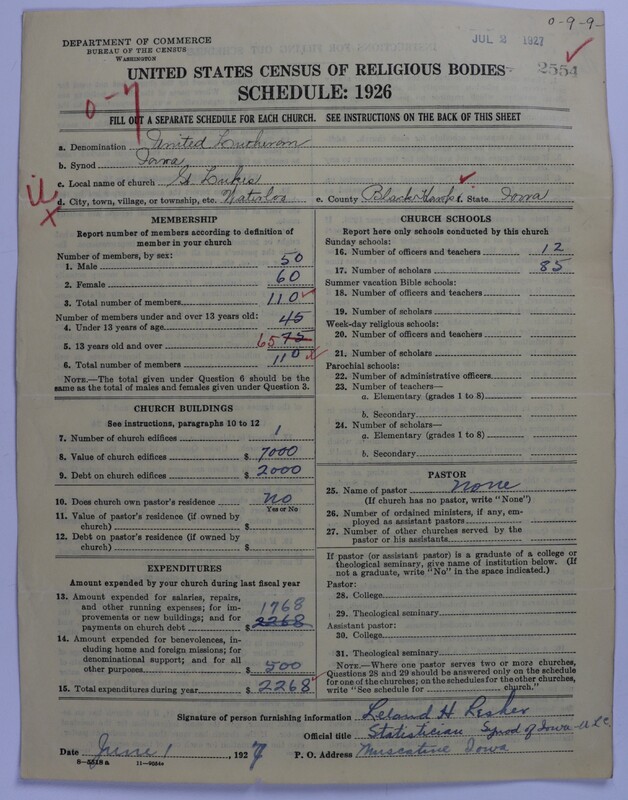 0-9-9-
DEPARTMENT OF COMMERCE
BUREAU OF THE CENSUS
WASHINGTON
JUL 2 1927
2554
UNITED STATES CENSUS OF RELIGIOUS BODIES
SCHEDULE: 1926
0-7
FILL OUT A SEPARATE SCHEDULE FOR EACH CHURCH. SEE INSTRUCTIONS ON THE BACK OF THIS SHEET
a. Denomination United Lutheran
b. Synod Iowa
c. Local name of church St Lukes
d. City, town, village, or township, etc. Waterloo e. County Black Hawk f. State Iowa
MEMBERSHIP
Report number of members according to definition of
member in your church
Number of members, by sex:
1. Male 50
2. Female 60
3. Total number of members 110
Number of members under and over 13 years old:
4. Under 13 years of age 45
5. 13 years old and over 65 75
6. Total number of members 110
NOTE.—The total given under Question 6 should be
the same as the total of males and females given under Question 3.
CHURCH BUILDINGS
See instructions, paragraphs 10 to 12
7. Number of church edifices 1
8. Value of church edifices $ 7000
9. Debt on church edifices $ 2000
10. Does church own pastor's residence No
Yes or No
11. Value of pastor's residence (if owned by
church) $
12. Debt on pastor's residence (if owned by
church) $
EXPENDITURES
Amount expended by your church during last fiscal year
13. Amount expended for salaries, repairs,
and other running expenses; for im-
provements or new buildings; and for
payments on church debt $ 1768 2268
14. Amount expended for benevolences,
including home and foreign missions; for
denominational support; and for all
other purposes $ 500
15. Total expenditures during year $ 2268
CHURCH SCHOOLS
Report here only schools conducted by this church
Sunday schools:
16. Number of officers and teachers 12
17. Number of scholars 85
Summer vacation Bible schools:
18. Number of officers and teachers
19. Number of scholars
Week-day religious schools:
20. Number of officers and teachers
21. Number of scholars
Parochial schools:
22. Number of administrative officers
23. Number of teachers—
a. Elementary (grades 1 to 8)
b. Secondary
24. Number of scholars—
a. Elementary (grades 1 to 8)
b. Secondary
PASTOR
25. Name of pastor None
(If church has no pastor, write "None")
26. Number of ordained ministers, if any, em-
ployed as assistant pastors
27. Number of other churches served by the
pastor or his assistants
If pastor (or assistant pastor) is a graduate of a college or
theological seminary, give name of institution below. (If
not a graduate, write "No" in the space indicated.)
Pastor:
28. College
29. Theological seminary
Assistant pastor:
30. College
31. Theological seminary
NOTE.—Where one pastor serves two or more churches,
Questions 28 and 29 should be answered only on the schedule
for one of the churches; on the schedules for the other churches,
write "See schedule for church."
Signature of person furnishing information Leland H Lesher
Official title Statistician Synod of Iowa U.L.C.
Date June 1, 1927 P. O. Address Muscatine Iowa
8-5518a 11-9054a